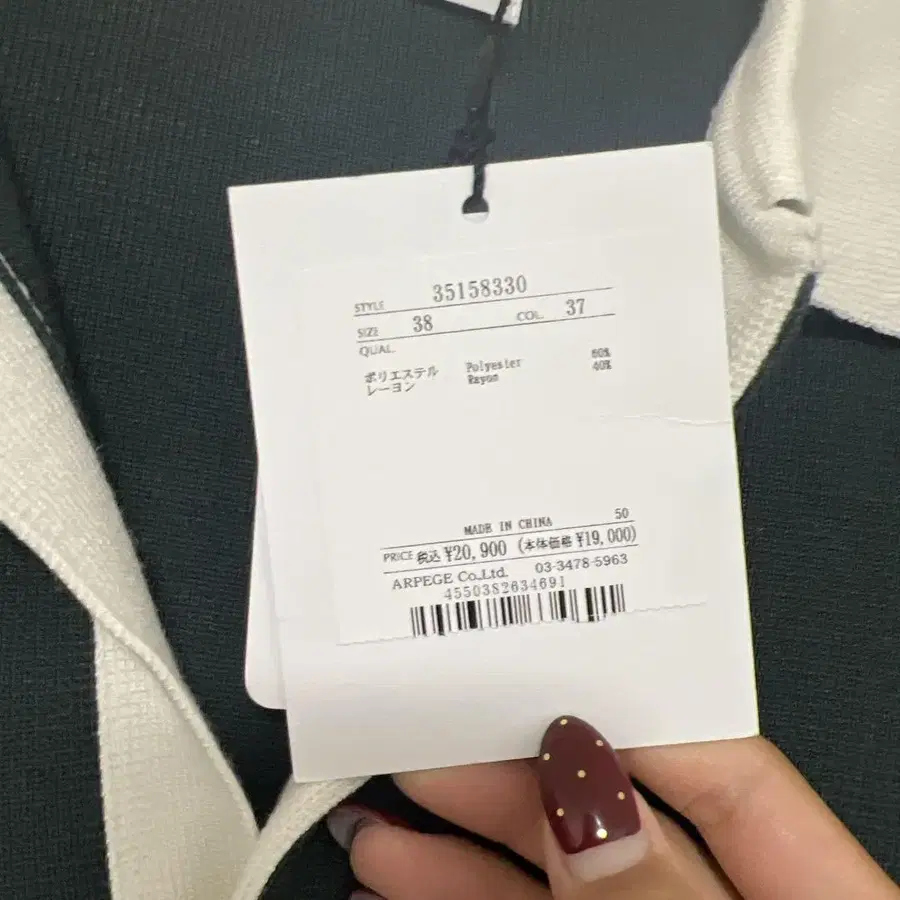 STYLE 35158330
SIZE 38 COL. 37
QUAL.
ポリエステル Polyester 60%
レーヨン Rayon 40%
MADE IN CHINA 50
PRICE 税込 ¥20,900 (本体価格 ¥19,000)
ARPEGE Co.,Ltd. 03-3478-5963
4550382634691